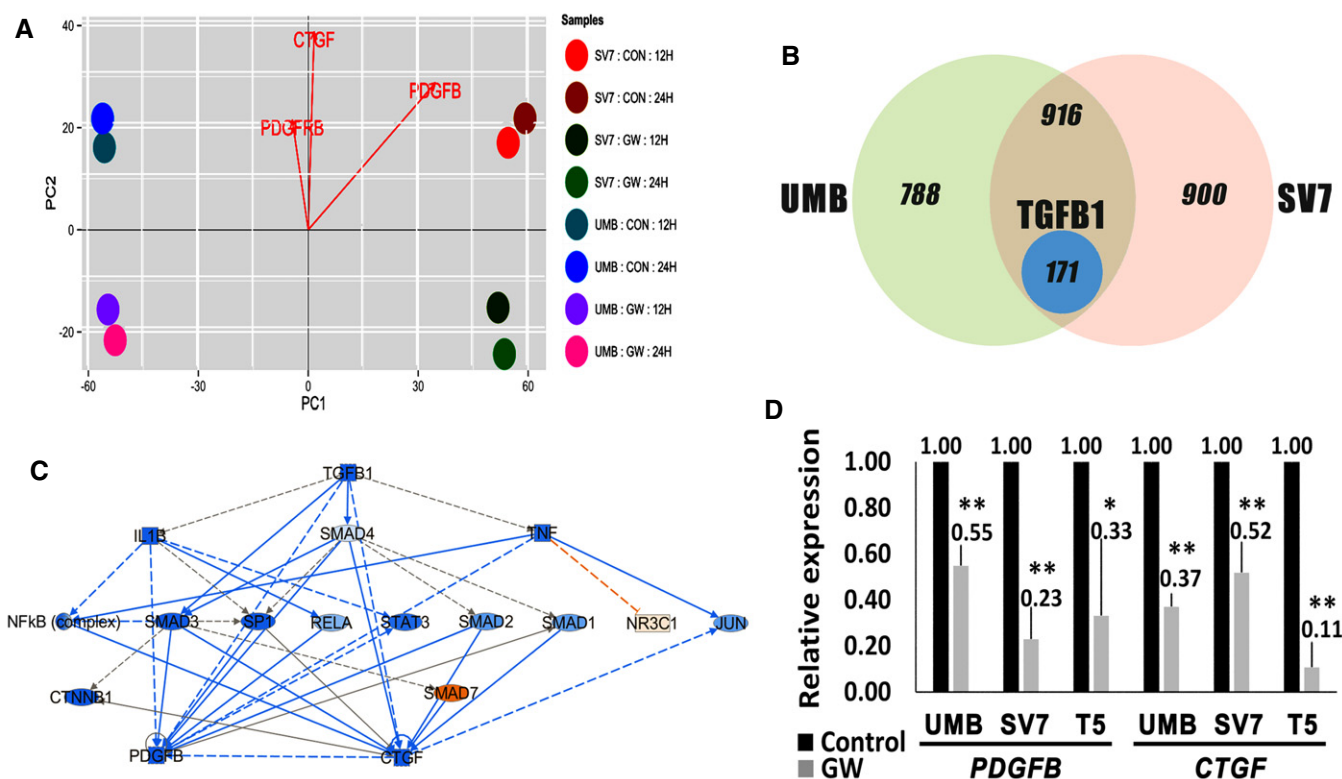 A
40
20
0
-20
PC2
-60
-30
0
30
60
PC1
CTGF
PDGFB
PDGFRB
Samples
SV7 : CON : 12H
SV7 : CON : 24H
SV7 : GW : 12H
SV7 : GW : 24H
UMB : CON : 12H
UMB : CON : 24H
UMB : GW : 12H
UMB : GW : 24H
B
916
UMB 788 900 SV7
TGFB1
171
C
TGFB1
IL1B SMAD4 TNF
NFkB (complex) SMAD3 SP1 RELA STAT3 SMAD2 SMAD1 NR3C1 JUN
CTNNB1 SMAD7
PDGFB CTGF
D
Relative expression
1.00 1.00 1.00 1.00 1.00 1.00
1.00
0.80
0.60
0.40
0.20
0.00
** 0.55
** 0.23
* 0.33
** 0.37
** 0.52
** 0.11
UMB SV7 T5 UMB SV7 T5
PDGFB CTGF
Control
GW